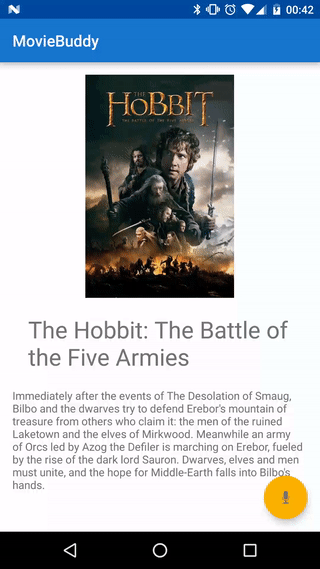 00:42
MovieBuddy
THE
HOBBIT
THE BATTLE OF THE FIVE ARMIES
The Hobbit: The Battle of
the Five Armies
Immediately after the events of The Desolation of Smaug,
Bilbo and the dwarves try to defend Erebor's mountain of
treasure from others who claim it: the men of the ruined
Laketown and the elves of Mirkwood. Meanwhile an army
of Orcs led by Azog the Defiler is marching on Erebor, fueled
by the rise of the dark lord Sauron. Dwarves, elves and men
must unite, and the hope for Middle-Earth falls into Bilbo's
hands.